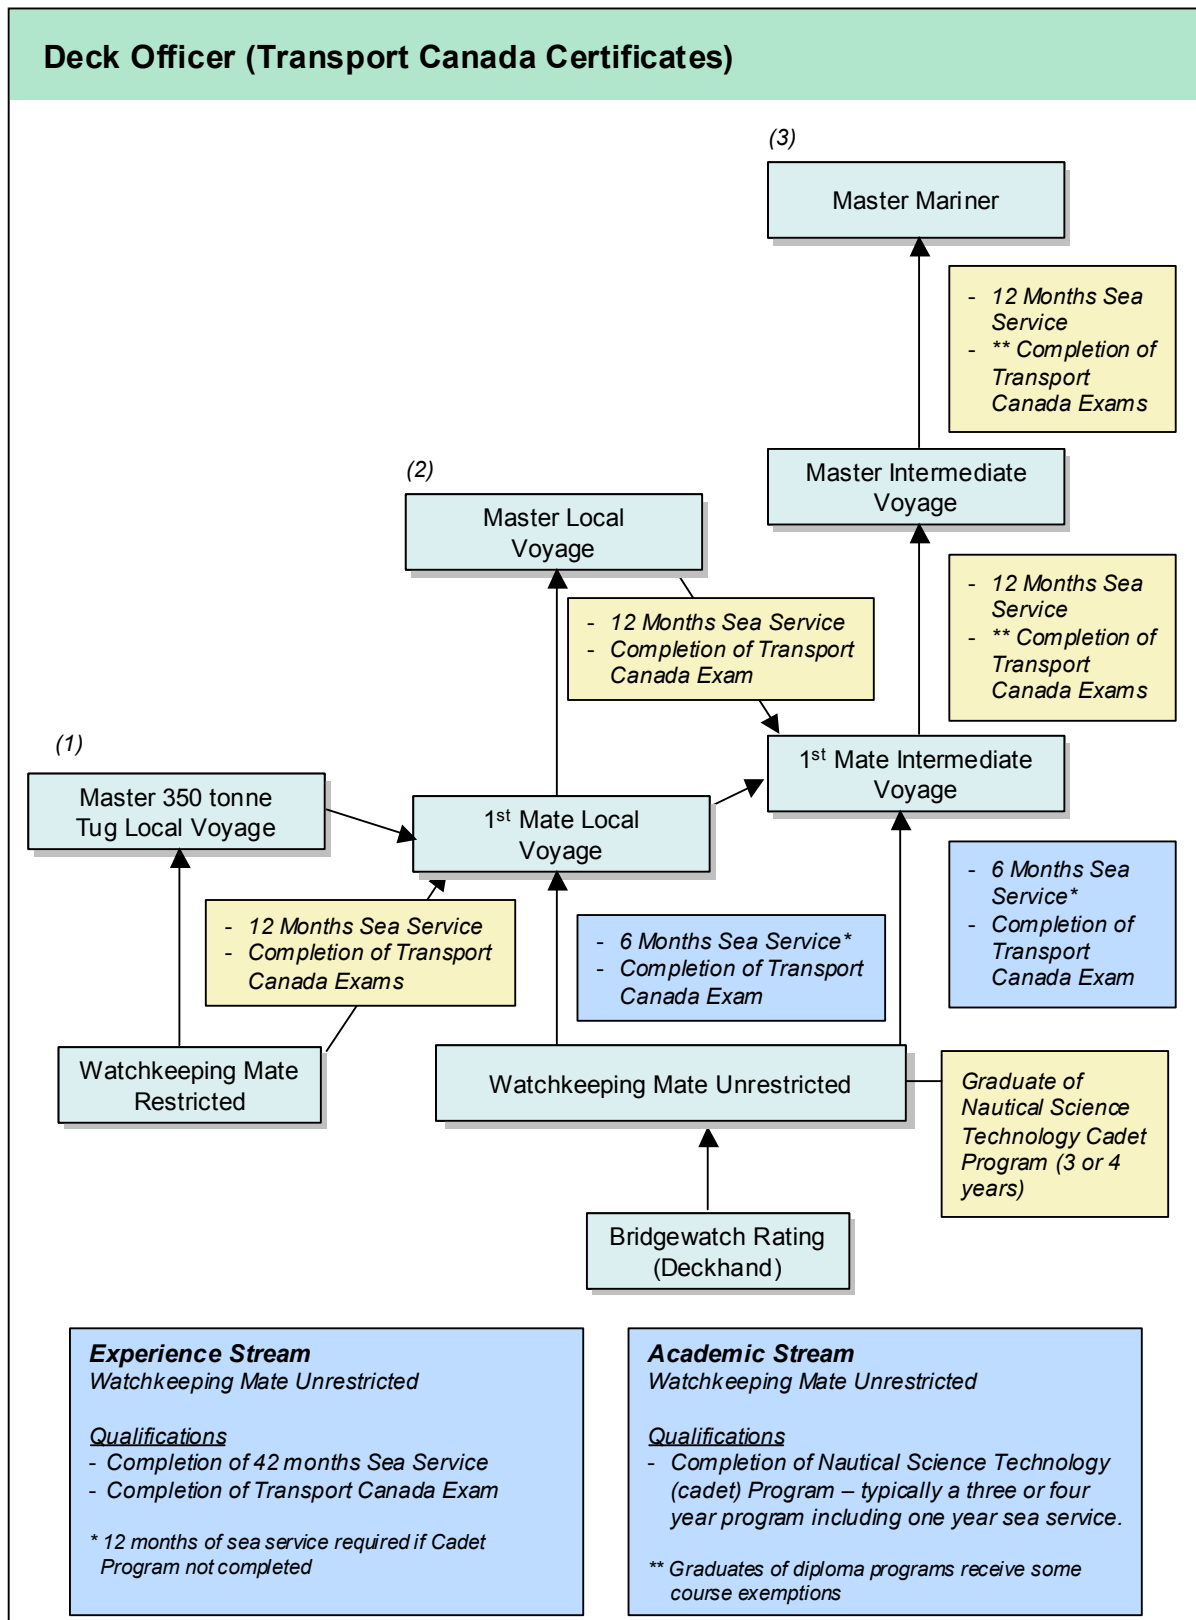 Deck Officer (Transport Canada Certificates)
(3)
Master Mariner
- 12 Months Sea
Service
- ** Completion of
Transport
Canada Exams
(2)
Master Local
Voyage
Master Intermediate
Voyage
- 12 Months Sea Service
- Completion of Transport
Canada Exam
- 12 Months Sea
Service
- ** Completion of
Transport
Canada Exams
(1)
Master 350 tonne
Tug Local Voyage
1st Mate Local
Voyage
1st Mate Intermediate
Voyage
- 12 Months Sea Service
- Completion of Transport
Canada Exams
- 6 Months Sea Service*
- Completion of Transport
Canada Exam
- 6 Months Sea
Service*
- Completion of
Transport
Canada Exam
Watchkeeping Mate
Restricted
Watchkeeping Mate Unrestricted
Graduate of
Nautical Science
Technology Cadet
Program (3 or 4
years)
Bridgewatch Rating
(Deckhand)
Experience Stream
Watchkeeping Mate Unrestricted
Qualifications
- Completion of 42 months Sea Service
- Completion of Transport Canada Exam
* 12 months of sea service required if Cadet
Program not completed
Academic Stream
Watchkeeping Mate Unrestricted
Qualifications
- Completion of Nautical Science Technology
(cadet) Program – typically a three or four
year program including one year sea service.
** Graduates of diploma programs receive some
course exemptions